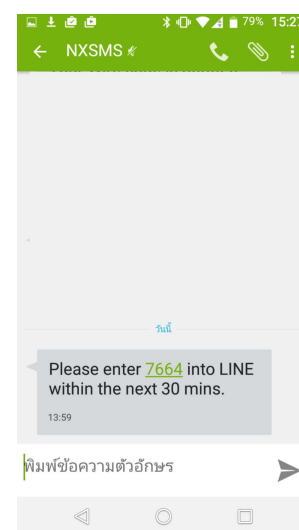 79% 15:27
NXSMS
วันนี้
Please enter 7664 into LINE
within the next 30 mins.
13:59
พิมพ์ข้อความตัวอักษร